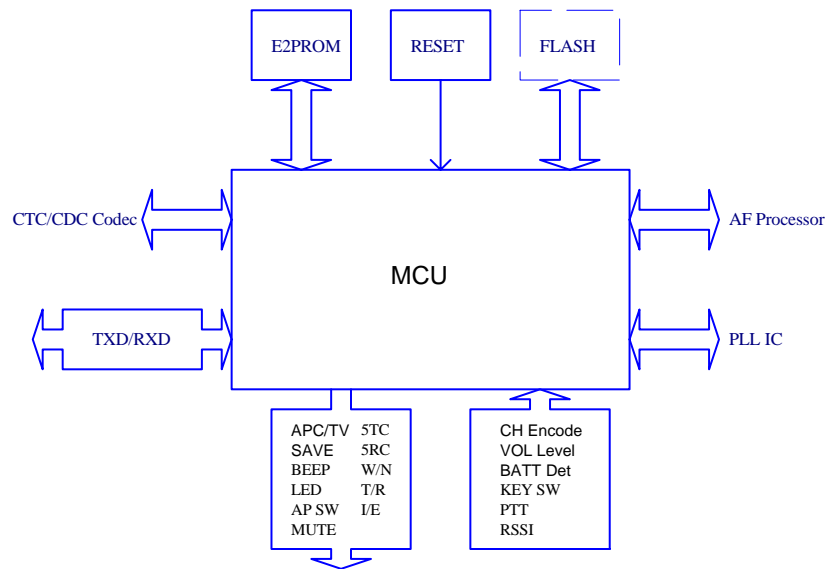 E2PROM
RESET
FLASH
CTC/CDC Codec
AF Processor
MCU
TXD/RXD
PLL IC
APC/TV 5TC
SAVE 5RC
BEEP W/N
LED T/R
AP SW I/E
MUTE
CH Encode
VOL Level
BATT Det
KEY SW
PTT
RSSI